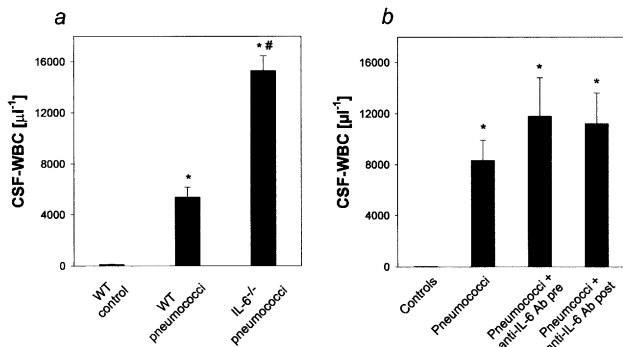 a
CSF-WBC [µl⁻¹]
16000
12000
8000
4000
0
* #
*
WT
control
WT
pneumococci
IL-6-/-
pneumococci
b
CSF-WBC [µl⁻¹]
16000
12000
8000
4000
0
*
*
*
Controls
Pneumococci
Pneumococci +
anti-IL-6 Ab pre
Pneumcocci +
anti-IL-6 Ab post